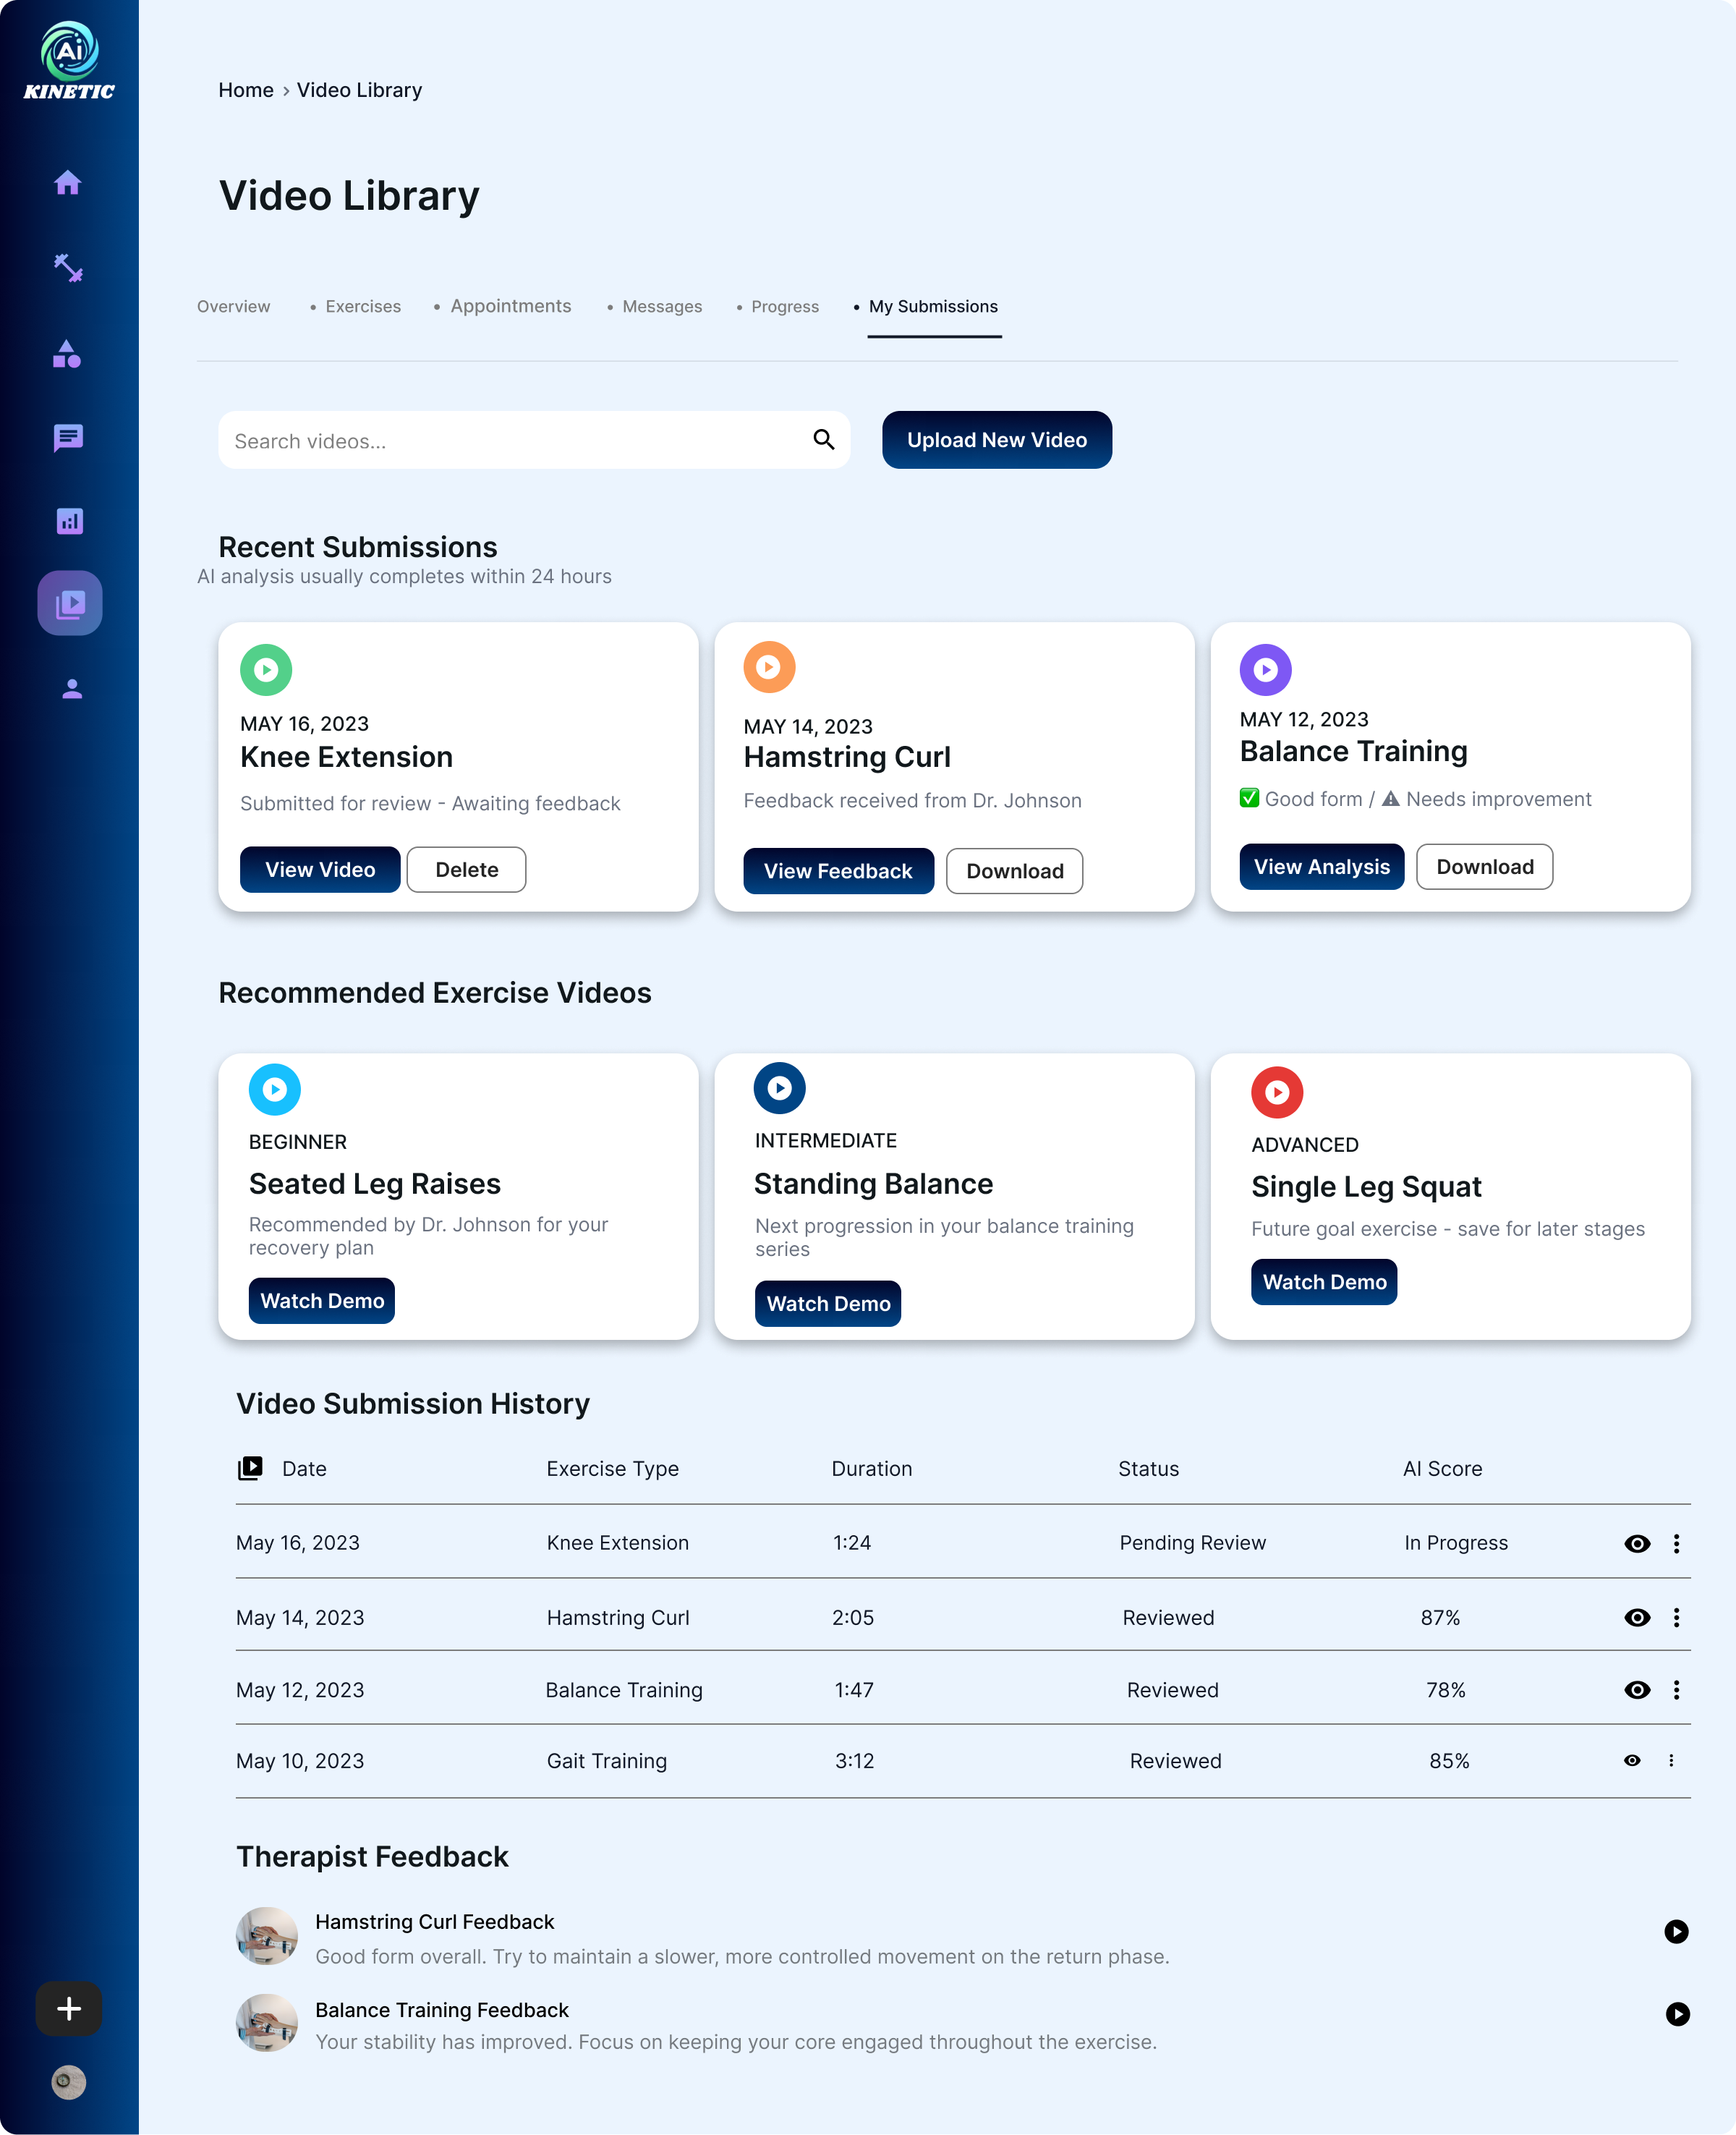 Ai
KINETIC
Home › Video Library
Video Library
Overview • Exercises • Appointments • Messages • Progress • My Submissions
Search videos...
Upload New Video
Recent Submissions
AI analysis usually completes within 24 hours
MAY 16, 2023
Knee Extension
Submitted for review - Awaiting feedback
View Video Delete
MAY 14, 2023
Hamstring Curl
Feedback received from Dr. Johnson
View Feedback Download
MAY 12, 2023
Balance Training
✅ Good form / ⚠ Needs improvement
View Analysis Download
Recommended Exercise Videos
BEGINNER
Seated Leg Raises
Recommended by Dr. Johnson for your
recovery plan
Watch Demo
INTERMEDIATE
Standing Balance
Next progression in your balance training
series
Watch Demo
ADVANCED
Single Leg Squat
Future goal exercise - save for later stages
Watch Demo
Video Submission History
Date Exercise Type Duration Status AI Score
May 16, 2023 Knee Extension 1:24 Pending Review In Progress
May 14, 2023 Hamstring Curl 2:05 Reviewed 87%
May 12, 2023 Balance Training 1:47 Reviewed 78%
May 10, 2023 Gait Training 3:12 Reviewed 85%
Therapist Feedback
Hamstring Curl Feedback
Good form overall. Try to maintain a slower, more controlled movement on the return phase.
Balance Training Feedback
Your stability has improved. Focus on keeping your core engaged throughout the exercise.